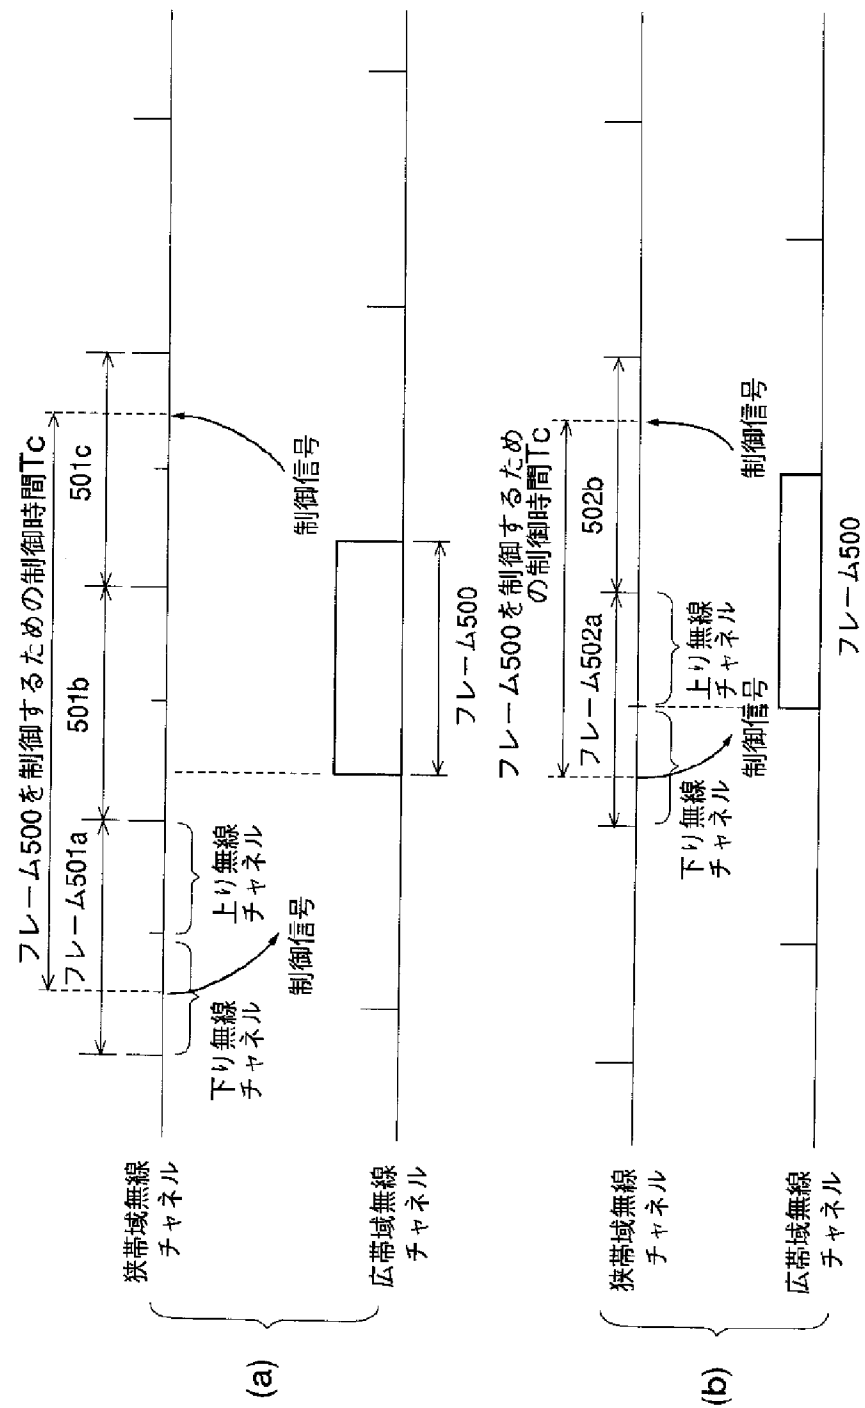 (a)
狭帯域無線
チャネル
広帯域無線
チャネル
フレーム500を制御するための制御時間Tc
フレーム501a
501b
501c
下り無線
チャネル
上り無線
チャネル
制御信号
制御信号
フレーム500
(b)
狭帯域無線
チャネル
広帯域無線
チャネル
フレーム500を制御するため
の制御時間Tc
フレーム502a
502b
下り無線
チャネル
上り無線
チャネル
制御信号
制御信号
フレーム500